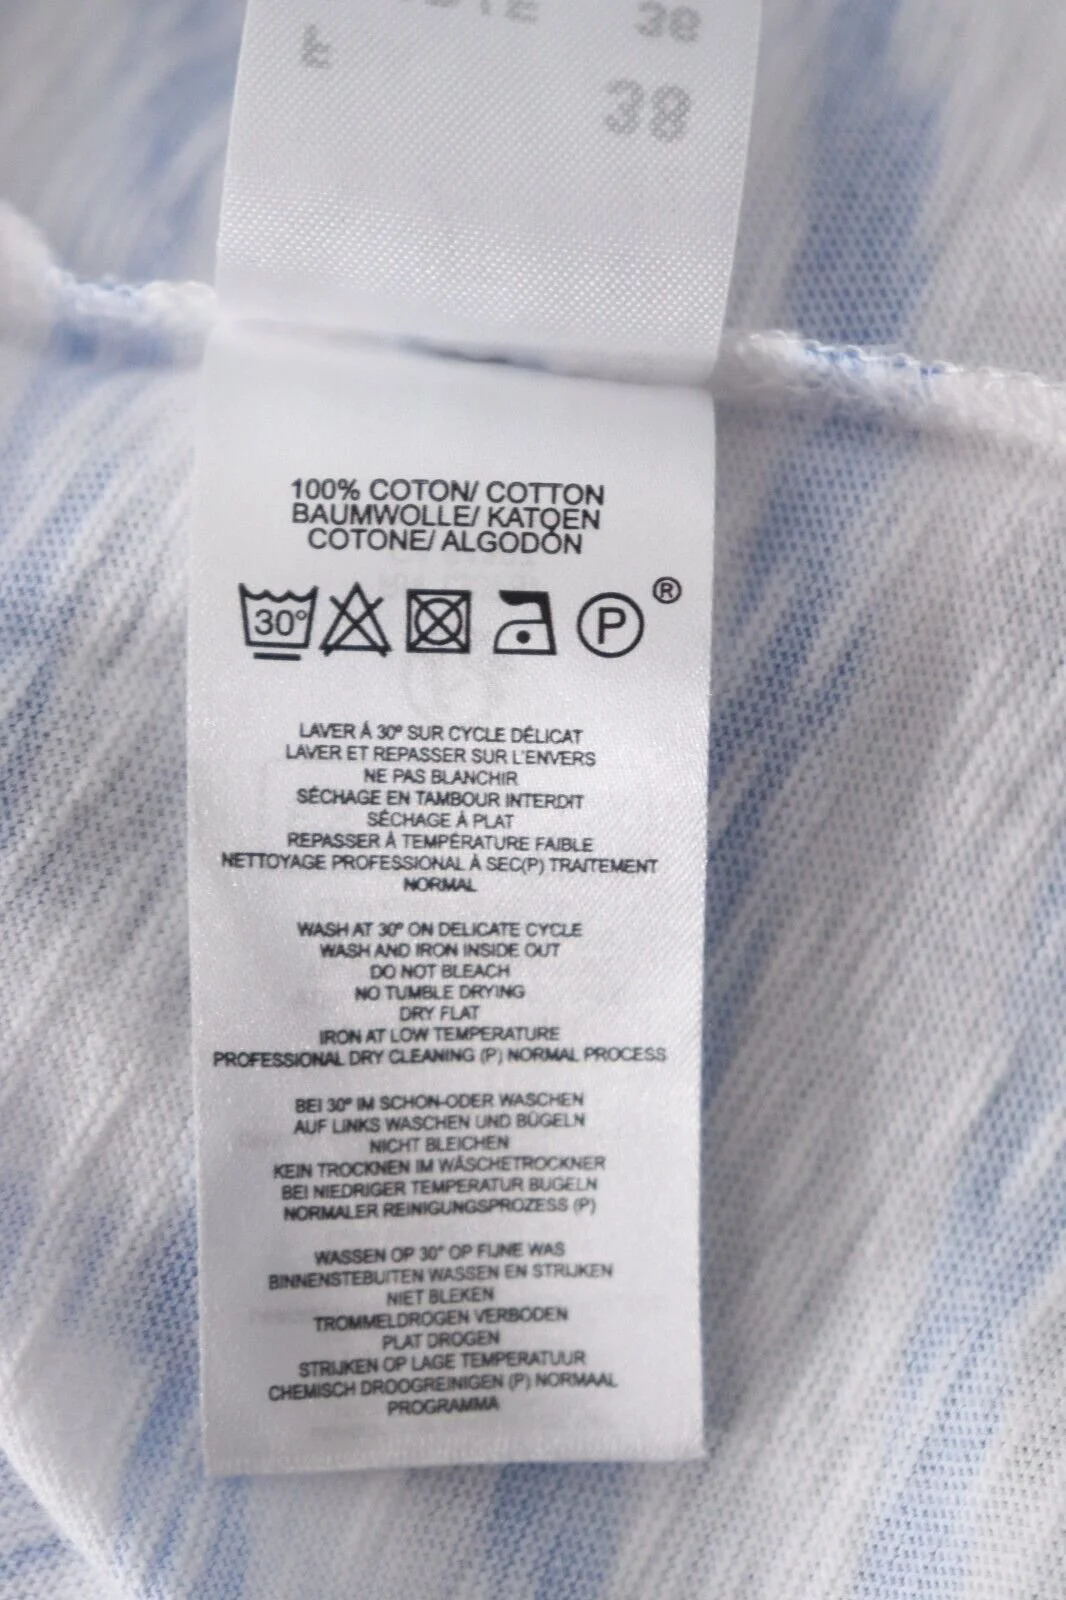 38
38
100% COTON/ COTTON
BAUMWOLLE/ KATOEN
COTONE/ ALGODÓN
30°
P
®
LAVER À 30° SUR CYCLE DÉLICAT
LAVER ET REPASSER SUR L'ENVERS
NE PAS BLANCHIR
SÉCHAGE EN TAMBOUR INTERDIT
SÉCHAGE À PLAT
REPASSER À TEMPÉRATURE FAIBLE
NETTOYAGE PROFESSIONAL À SEC(P) TRAITEMENT
NORMAL
WASH AT 30° ON DELICATE CYCLE
WASH AND IRON INSIDE OUT
DO NOT BLEACH
NO TUMBLE DRYING
DRY FLAT
IRON AT LOW TEMPERATURE
PROFESSIONAL DRY CLEANING (P) NORMAL PROCESS
BEI 30° IM SCHON-ODER WASCHEN
AUF LINKS WASCHEN UND BÜGELN
NICHT BLEICHEN
KEIN TROCKNEN IM WÄSCHETROCKNER
BEI NIEDRIGER TEMPERATUR BUGELN
NORMALER REINIGUNGSPROZESS (P)
WASSEN OP 30° OP FIJNE WAS
BINNENSTEBUITEN WASSEN EN STRIJKEN
NIET BLEKEN
TROMMELDROGEN VERBODEN
PLAT DROGEN
STRIJKEN OP LAGE TEMPERATUUR
CHEMISCH DROOGREINIGEN (P) NORMAAL
PROGRAMMA